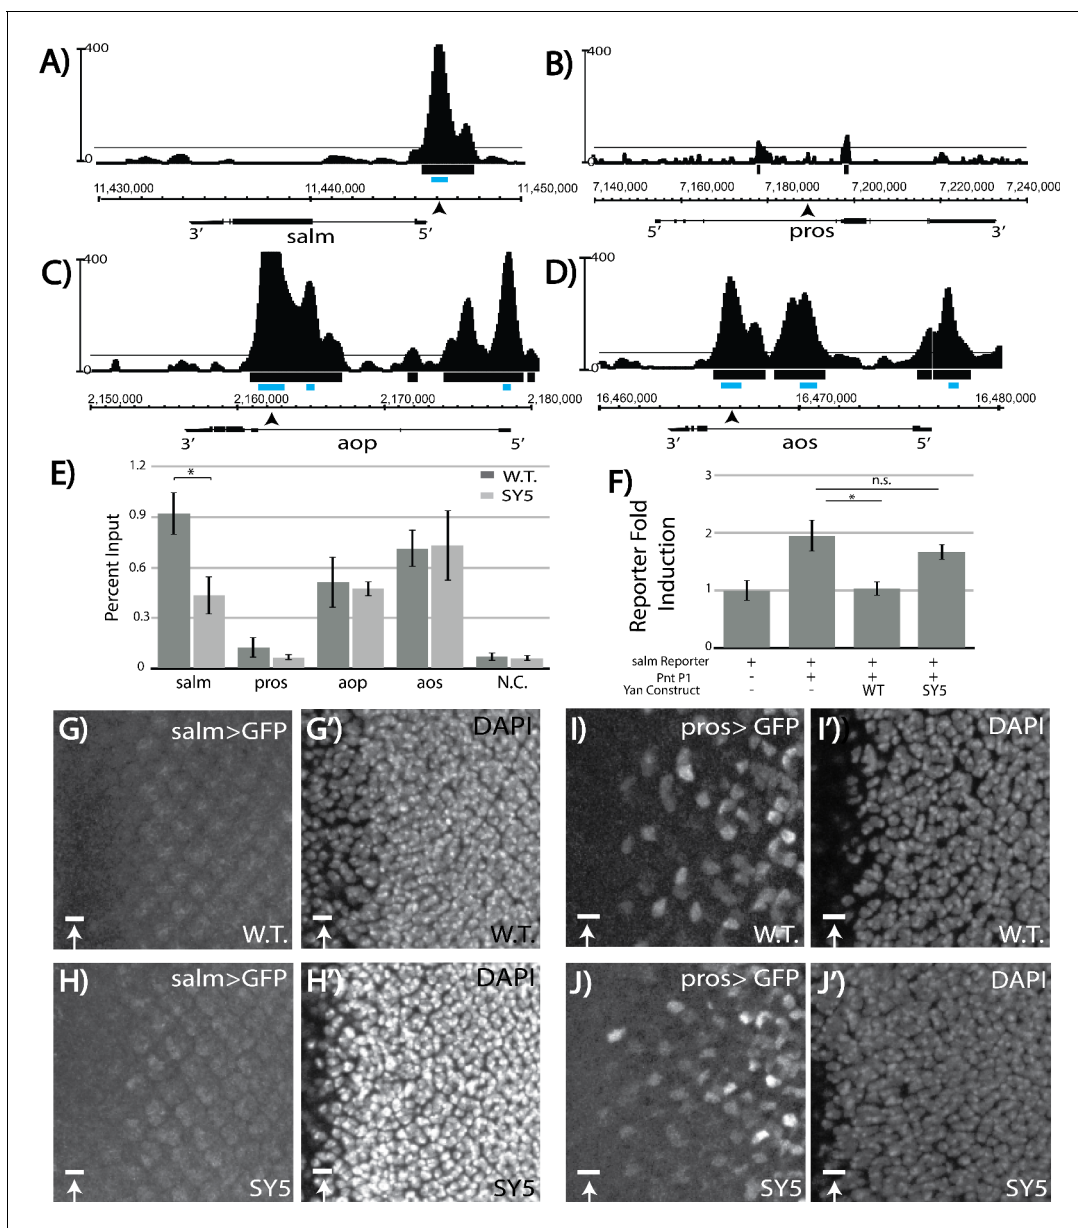 A)
400
0
11,430,000 11,440,000 11,450,000
3’ salm 5’
B)
400
0
7,140,000 7,160,000 7,180,000 7,200,000 7,220,000 7,240,000
5’ pros 3’
C)
400
0
2,150,000 2,160,000 2,170,000 2,180,000
3’ aop 5’
D)
400
0
16,460,000 16,470,000 16,480,000
3’ aos 5’
E)
Percent Input
1.2
0.9
0.6
0.3
0
*
W.T.
SY5
salm pros aop aos N.C.
F)
Reporter Fold
Induction
3
2
1
0
n.s.
*
salm Reporter + + + +
Pnt P1 - + + +
Yan Construct - - WT SY5
G) salm>GFP
W.T.
G’) DAPI
W.T.
I) pros> GFP
W.T.
I’) DAPI
W.T.
H) salm>GFP
SY5
H’) DAPI
SY5
J) pros> GFP
SY5
J’) DAPI
SY5